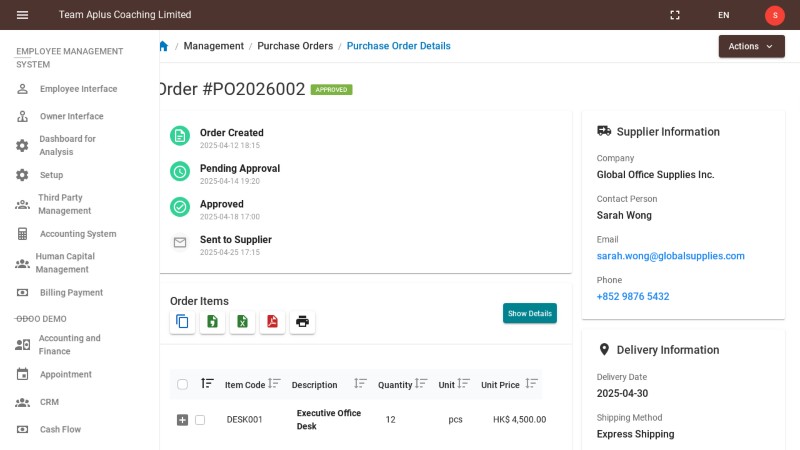 Team Aplus Coaching Limited
EN
S
EMPLOYEE MANAGEMENT
SYSTEM
Employee Interface
Owner Interface
Dashboard for
Analysis
Setup
Third Party
Management
Accounting System
Human Capital
Management
Billing Payment
ODOO DEMO
Accounting and
Finance
Appointment
CRM
Cash Flow
/ Management / Purchase Orders / Purchase Order Details
Actions
Order #PO2026002
APPROVED
Order Created
2025-04-12 18:15
Pending Approval
2025-04-14 19:20
Approved
2025-04-18 17:00
Sent to Supplier
2025-04-25 17:15
Order Items
Show Details
Item Code Description Quantity Unit Unit Price
DESK001 Executive Office Desk 12 pcs HK$ 4,500.00
Supplier Information
Company
Global Office Supplies Inc.
Contact Person
Sarah Wong
Email
sarah.wong@globalsupplies.com
Phone
+852 9876 5432
Delivery Information
Delivery Date
2025-04-30
Shipping Method
Express Shipping